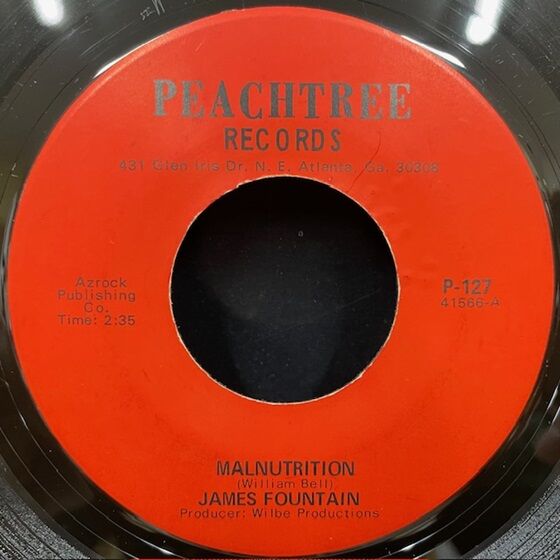 PEACHTREE
RECORDS
431 Glen Iris Dr. N. E. Atlanta, Ga. 30308
Azrock
Publishing
Co.
Time: 2:35
P-127
41566-A
MALNUTRITION
(William Bell)
JAMES FOUNTAIN
Producer: Wilbe Productions